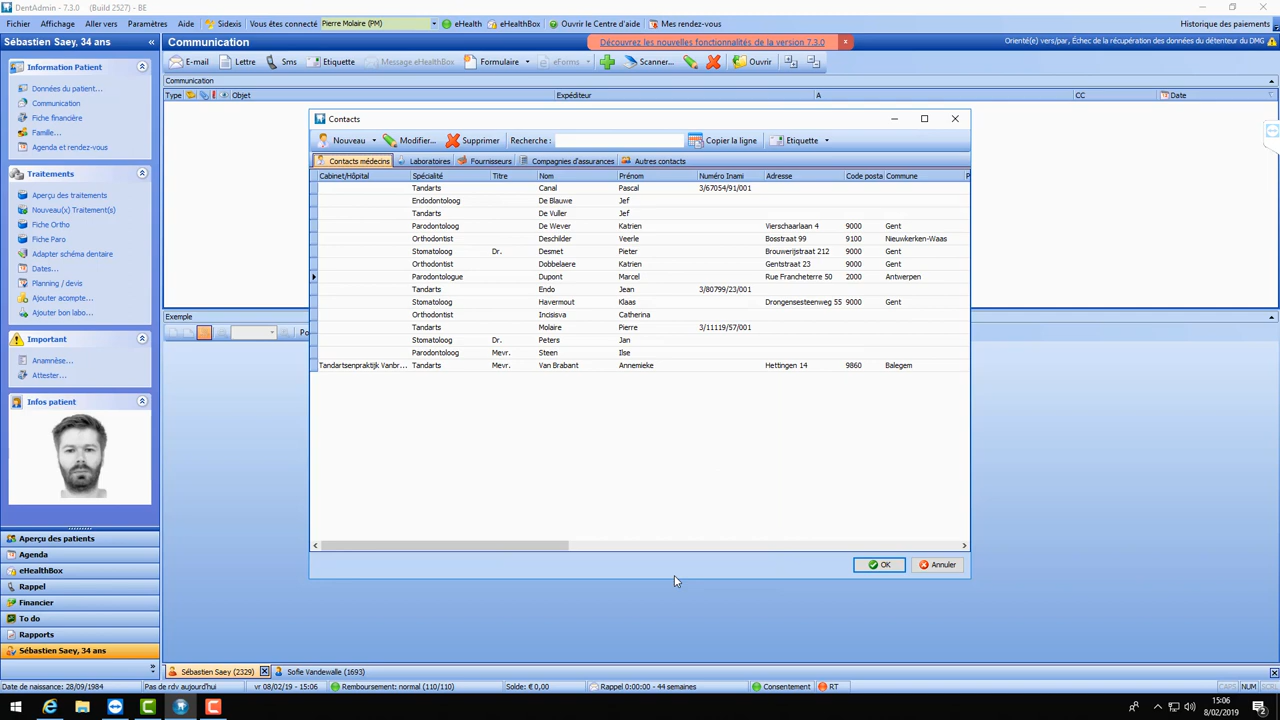 DentAdmin - 7.3.0 (Build 2527) - BE
Fichier Affichage Aller Paramètres Aide Sidexis Vous êtes connecté Pierre Molaire (PM) eHealth eHealthBox Ouvrir le Centre d'aide Mes rendez-vous Historique des paiements
Sébastien Saey, 34 ans «
Communication
Découvrez les nouvelles fonctionnalités de la version 7.3.0 x
Orienté(e) vers/par, Échec de la récupération des données du détenteur du DMG
E-mail Lettre Sms Etiquette Message eHealthBox Formulaire eForms Scanner... Ouvrir
Communication
Type Objet Expéditeur A CC Date
Information Patient
Données du patient...
Communication
Fiche financière
Famille...
Agenda et rendez-vous
Traitements
Aperçu des traitements
Nouveau(x) Traitement(s)
Fiche Ortho
Fiche Paro
Adapter schéma dentaire
Dates...
Planning / devis
Ajouter acompte...
Ajouter bon labo...
Important
Anamnèse...
Attester...
Infos patient
Aperçu des patients
Agenda
eHealthBox
Rappel
Financier
To do
Rapports
Sébastien Saey, 34 ans
»
Exemple
Po
Contacts
Nouveau Modifier... Supprimer Recherche : Copier la ligne Etiquette
Contacts médecins Laboratoires Fournisseurs Compagnies d'assurances Autres contacts
Cabinet/Hôpital Spécialité Titre Nom Prénom Numéro Inami Adresse Code posta Commune P
Tandarts Canal Pascal 3/67054/91/001
Endodontoloog De Blauwe Jef
Tandarts De Vuller Jef
Parodontoloog De Wever Katrien Vierschaarlaan 4 9000 Gent
Orthodontist Deschilder Veerle Bosstraat 99 9100 Nieuwkerken-Waas
Stomatoloog Dr. Desmet Pieter Brouwerijstraat 212 9000 Gent
Orthodontist Dobbelaere Katrien Gentstraat 23 9000 Gent
Parodontologue Dupont Marcel Rue Francheterre 50 2000 Antwerpen
Tandarts Endo Jean 3/80799/23/001
Stomatoloog Havermout Klaas Drongensesteenweg 55 9000 Gent
Orthodontist Incisisva Catherina
Tandarts Molaire Pierre 3/11119/57/001
Stomatoloog Dr. Peters Jan
Parodontoloog Mevr. Steen Ilse
Tandartsenpraktijk Vanbr... Tandarts Mevr. Van Brabant Annemieke Hettingen 14 9860 Balegem
OK Annuler
Sébastien Saey (2329) Sofie Vandewalle (1693)
Date de naissance: 28/09/1984 Pas de rdv aujourd'hui vr 08/02/19 - 15:06 Remboursement: normal (110/110) Solde: € 0,00 Rappel 0:00:00 - 44 semaines Consentement RT CAPS NUM
15:06
8/02/2019
2